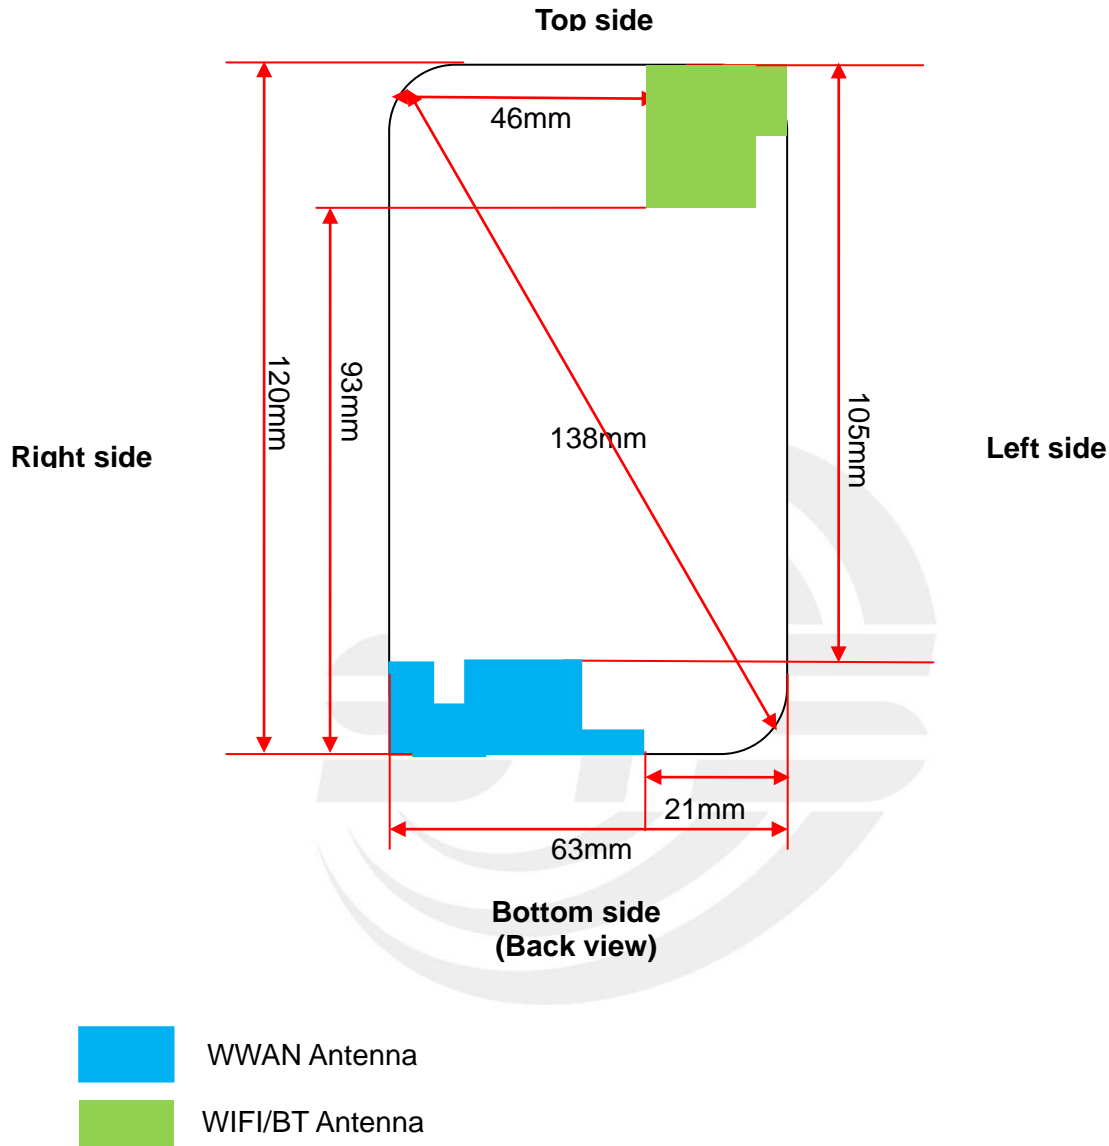 Top side
46mm
120mm
93mm
138mm
105mm
Right side
Left side
21mm
63mm
Bottom side
(Back view)
WWAN Antenna
WIFI/BT Antenna